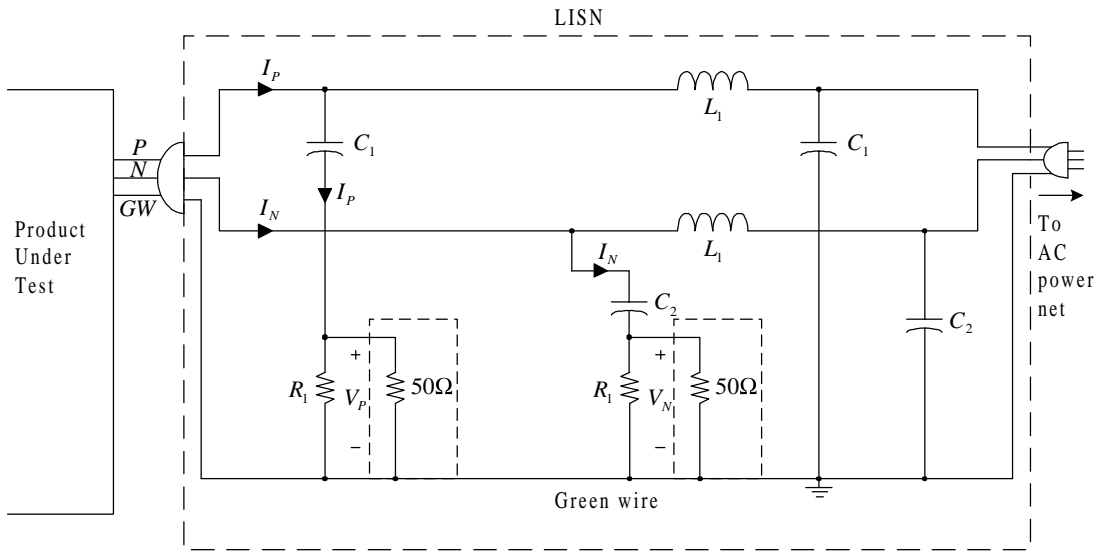 LISN
I_P
L_1
C_1
C_1
P
N
GW
I_P
I_N
L_1
Product
Under
Test
To
AC
power
net
I_N
C_2
C_2
+
+
R_1
V_P
50Ω
R_1
V_N
50Ω
−
−
Green wire